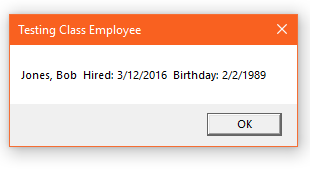 Testing Class Employee
Jones, Bob  Hired: 3/12/2016  Birthday: 2/2/1989
OK